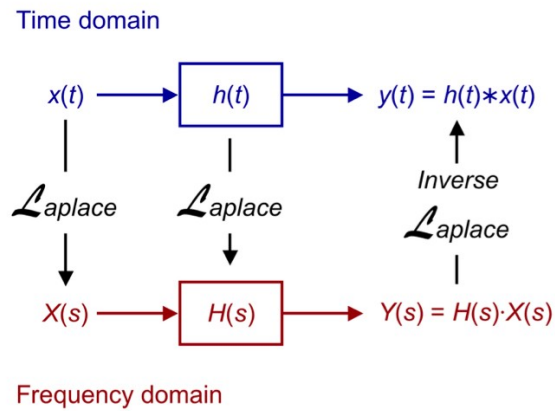 Time domain
x(t)
h(t)
y(t) = h(t)∗x(t)
Laplace
Laplace
Inverse
Laplace
X(s)
H(s)
Y(s) = H(s)·X(s)
Frequency domain